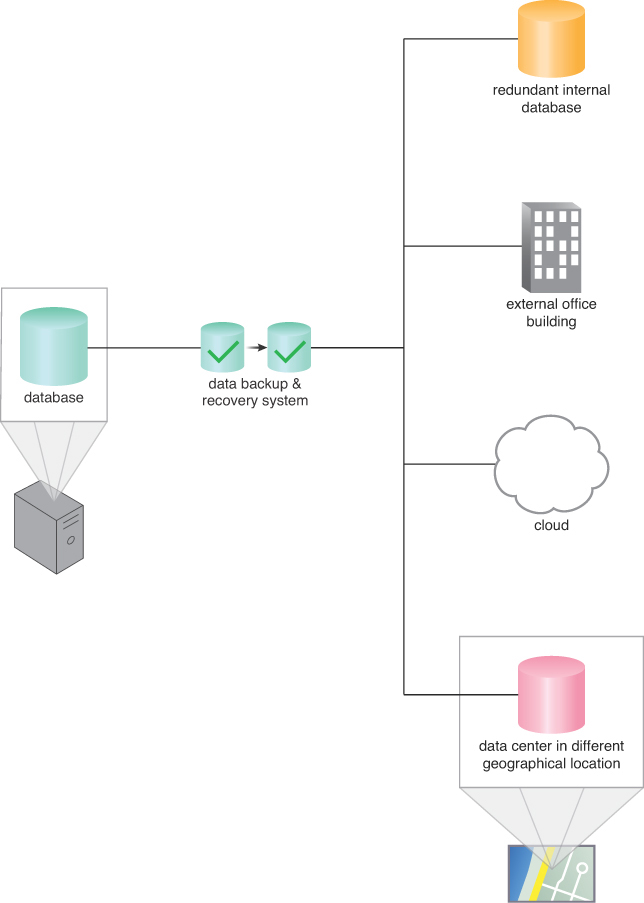 redundant internal
database
external office
building
database
data backup &
recovery system
cloud
data center in different
geographical location